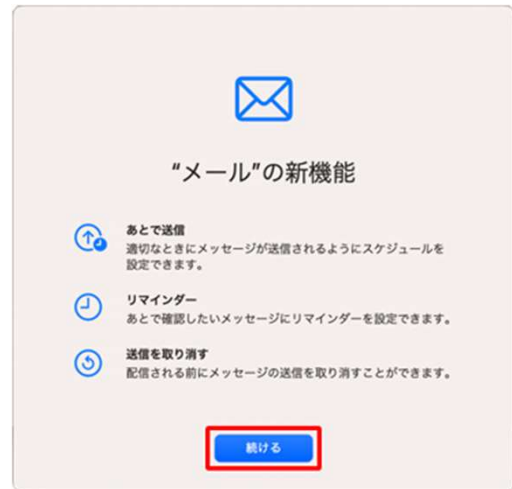 “メール”の新機能
あとで送信
適切なときにメッセージが送信されるようにスケジュールを
設定できます。
リマインダー
あとで確認したいメッセージにリマインダーを設定できます。
送信を取り消す
配信される前にメッセージの送信を取り消すことができます。
続ける